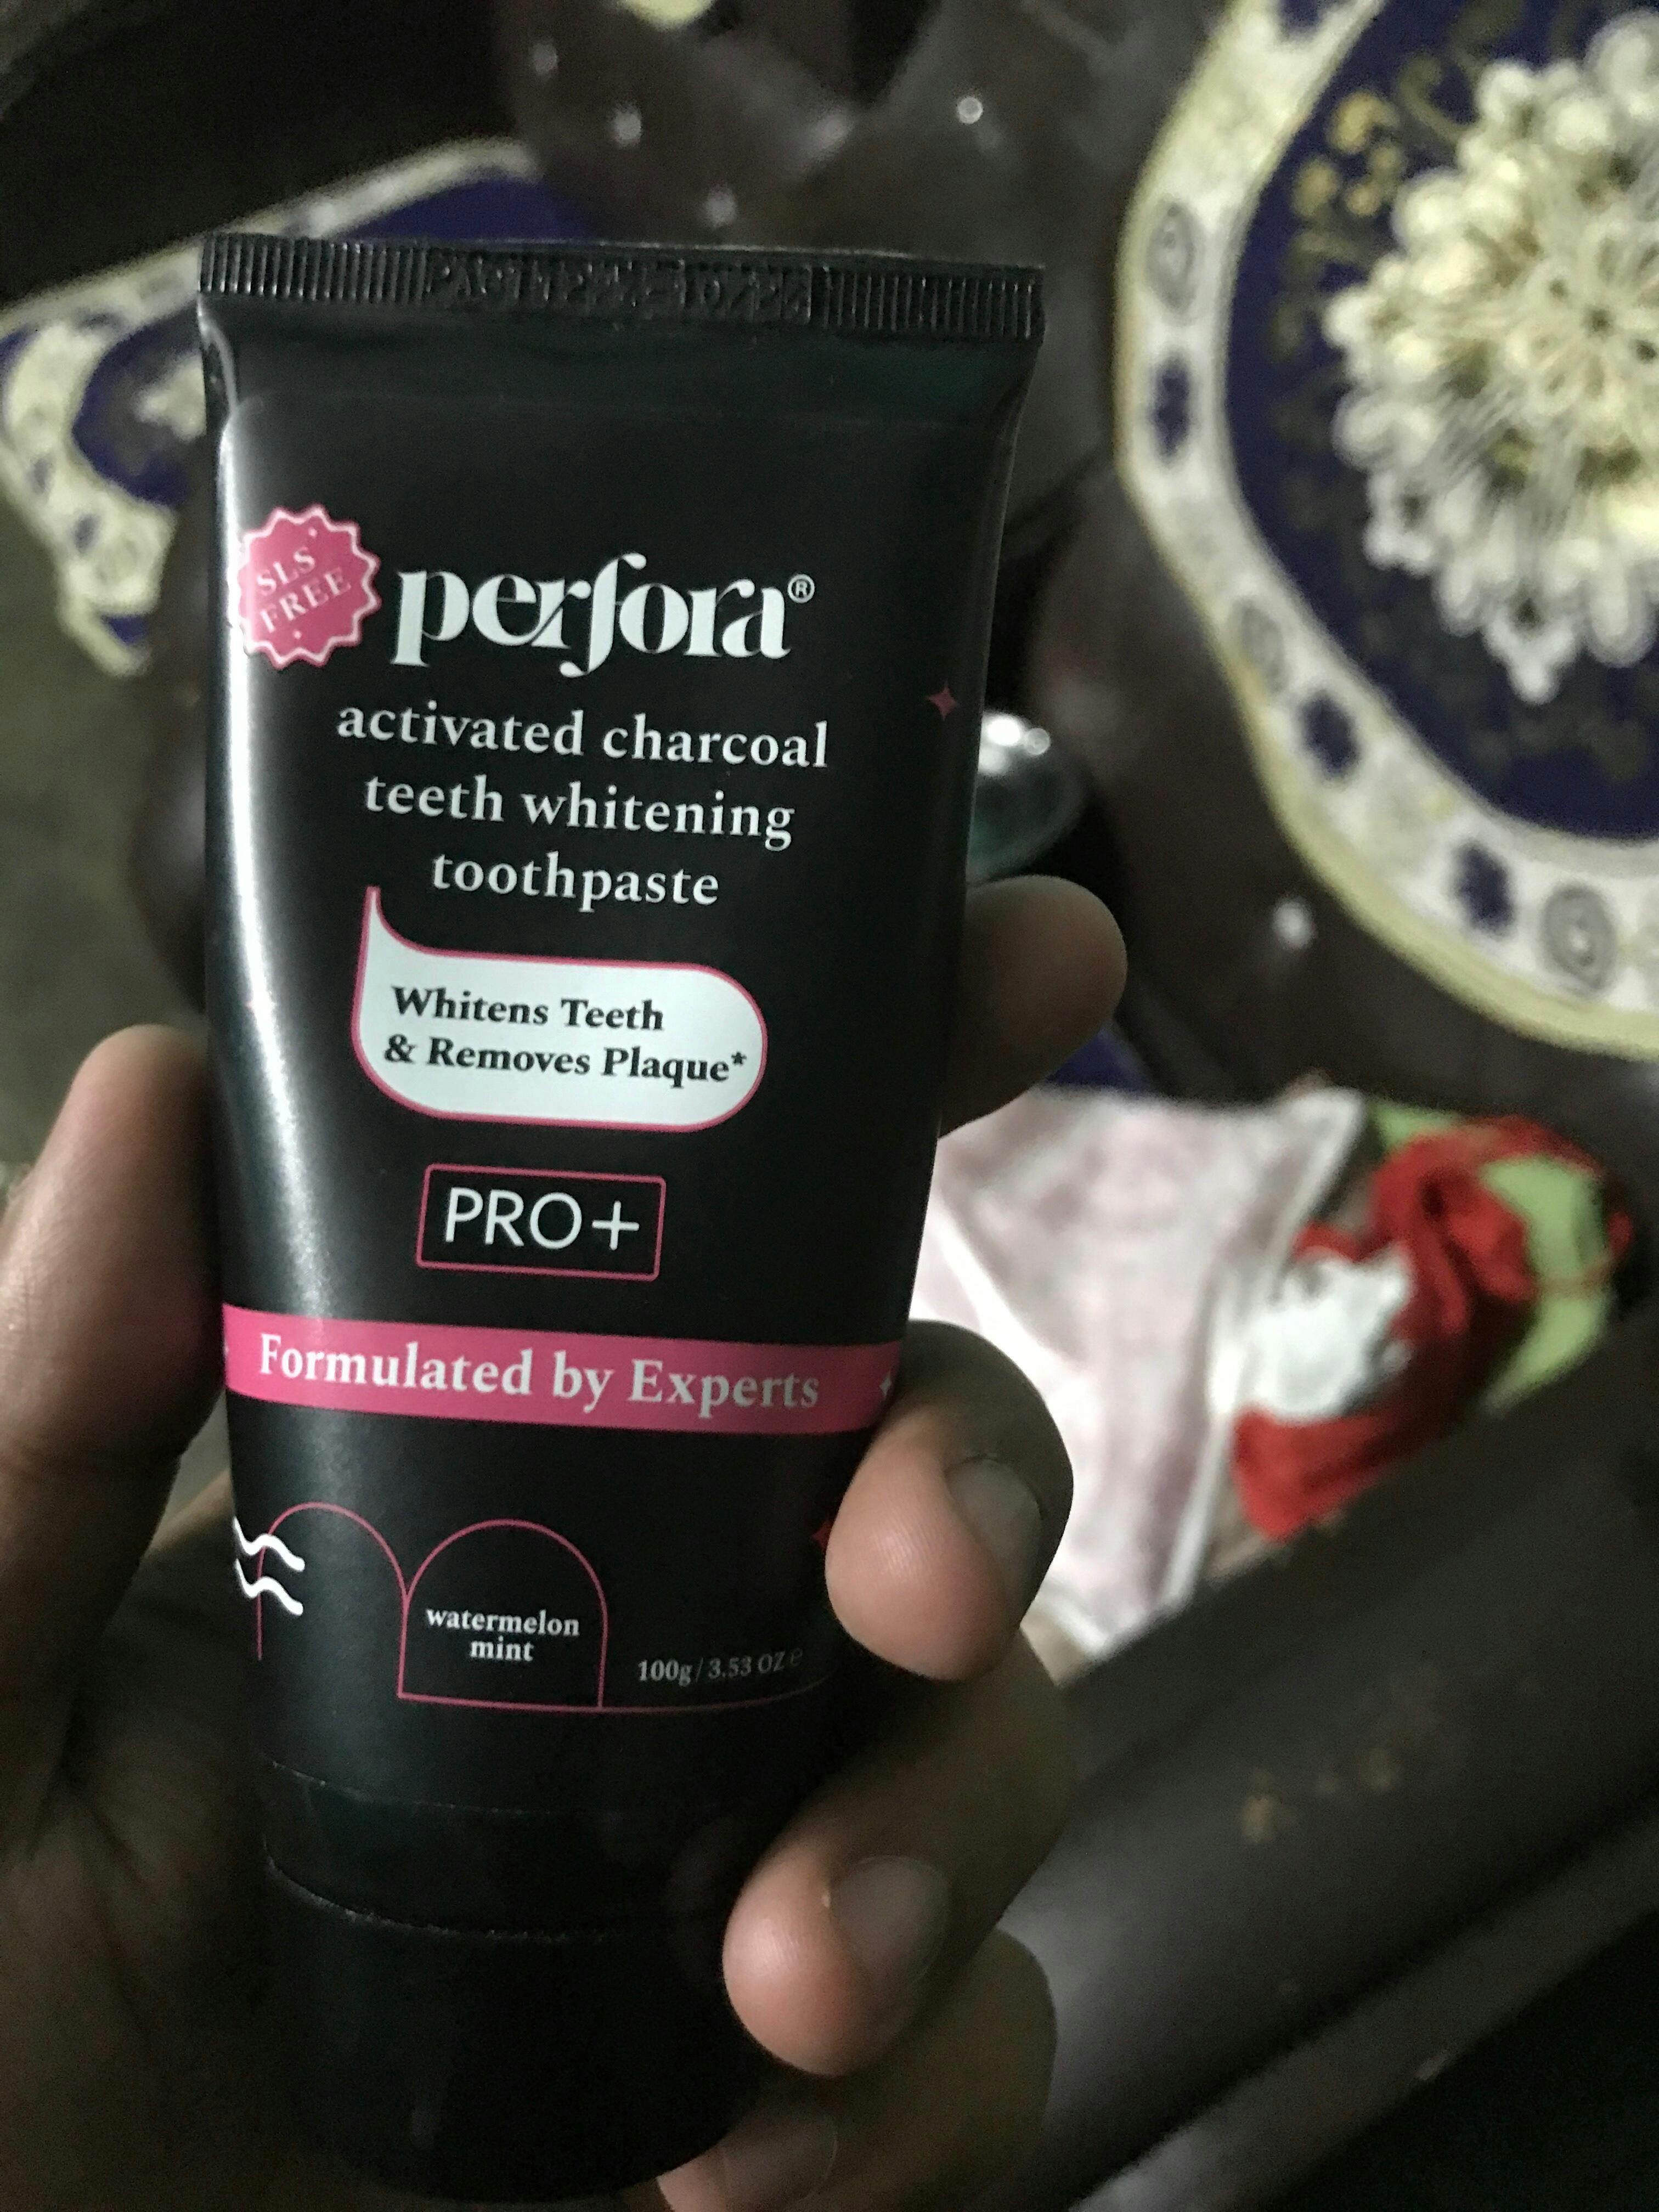 SLS
FREE
perfora®
activated charcoal
teeth whitening
toothpaste
Whitens Teeth
& Removes Plaque*
PRO+
Formulated by Experts
watermelon
mint
100g/3.53 OZ e